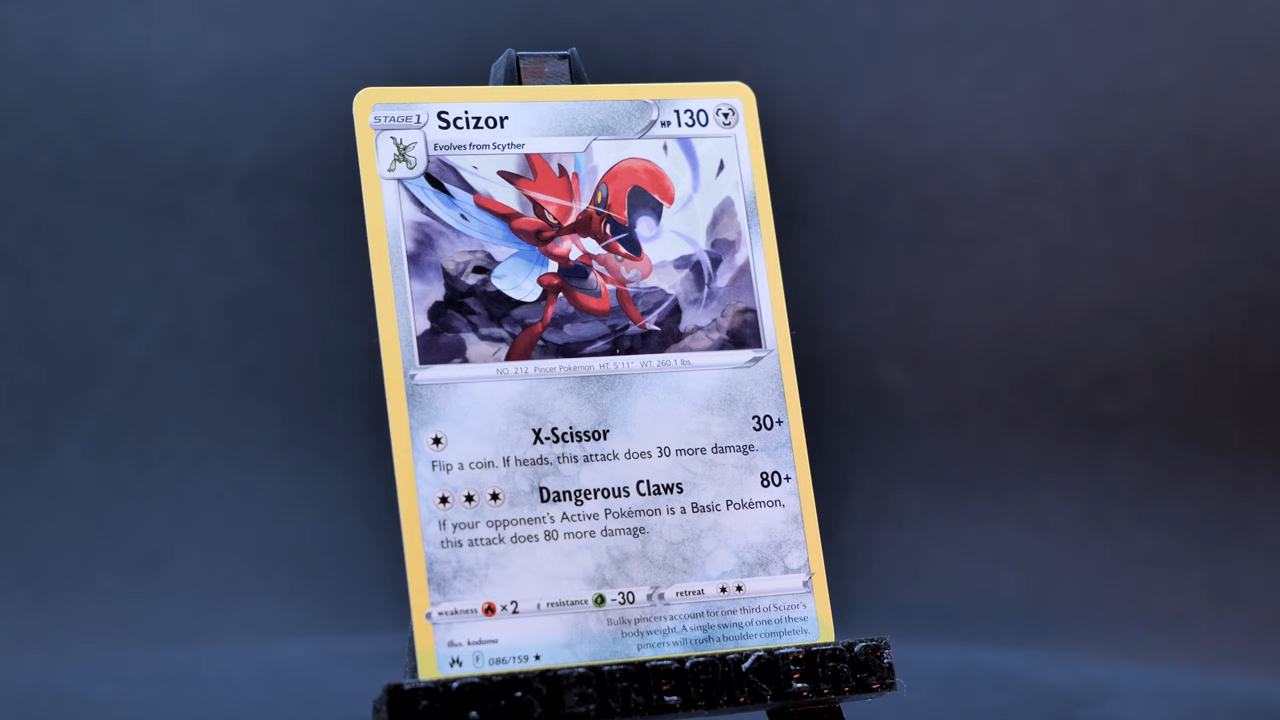 STAGE 1 Scizor HP 130
Evolves from Scyther
NO. 212 Pincer Pokémon HT. 5'11" WT. 260.1 lbs.
X-Scissor 30+
Flip a coin. If heads, this attack does 30 more damage.
Dangerous Claws 80+
If your opponent's Active Pokémon is a Basic Pokémon,
this attack does 80 more damage.
weakness ×2 resistance -30 retreat
Bulky pincers account for one third of Scizor's
body weight. A single swing of one of these
pincers will crush a boulder completely.
Illus. kodama
F 086/159 ★
BREAKERS